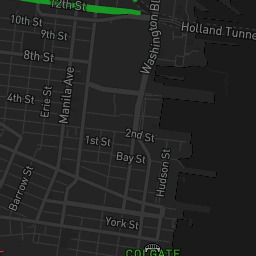 12th St
10th St
9th St
Holland Tunne
Washington Bl
8th St
Manila Ave
4th St
Erie St
2nd St
1st St
Bay St
Hudson St
Barrow St
York St
COLGATE